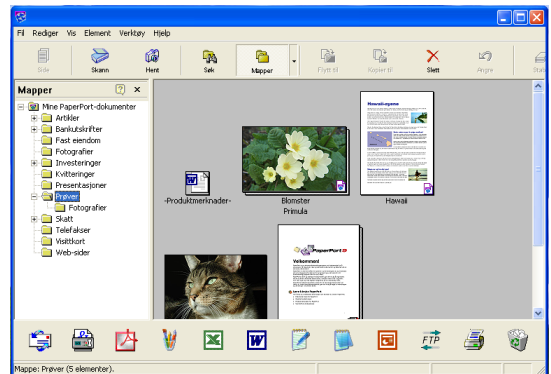 Fil Rediger Vis Element Verktøy Hjelp
Side Skann Hent Søk Mapper Flytt til Kopier til Slett Angre
Mapper
Mine PaperPort-dokumenter
Artikler
Bankutskrifter
Fast eiendom
Fotografier
Investeringer
Kvitteringer
Presentasjoner
Prøver
Fotografier
Skatt
Telefakser
Visittkort
Web-sider
-Produktmerknader-
Blomster
Primula
Hawaii
PaperPort
Velkommen!
FTP
Mappe: Prøver (5 elementer).